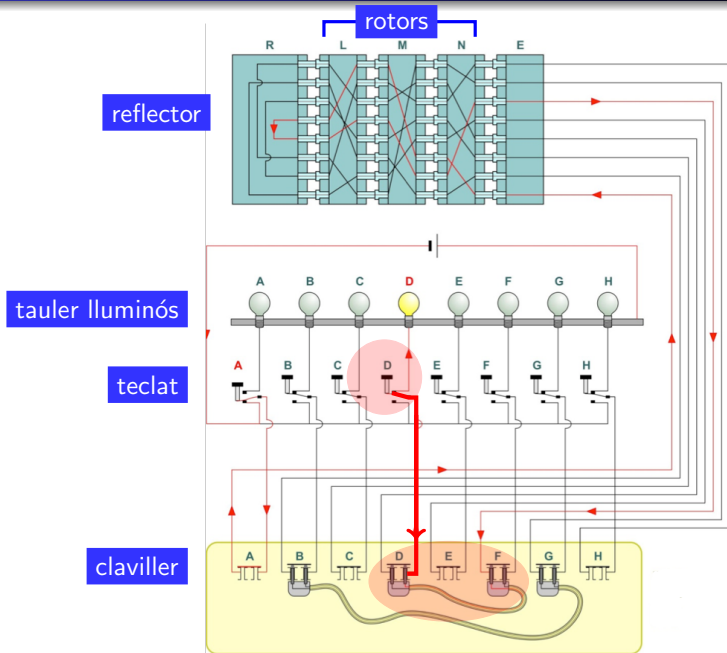 rotors
R L M N E
reflector
A B C D E F G H
tauler lluminós
A B C D E F G H
teclat
A B C D E F G H
claviller